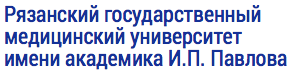 Рязанский государственный
медицинский университет
имени академика И.П. Павлова